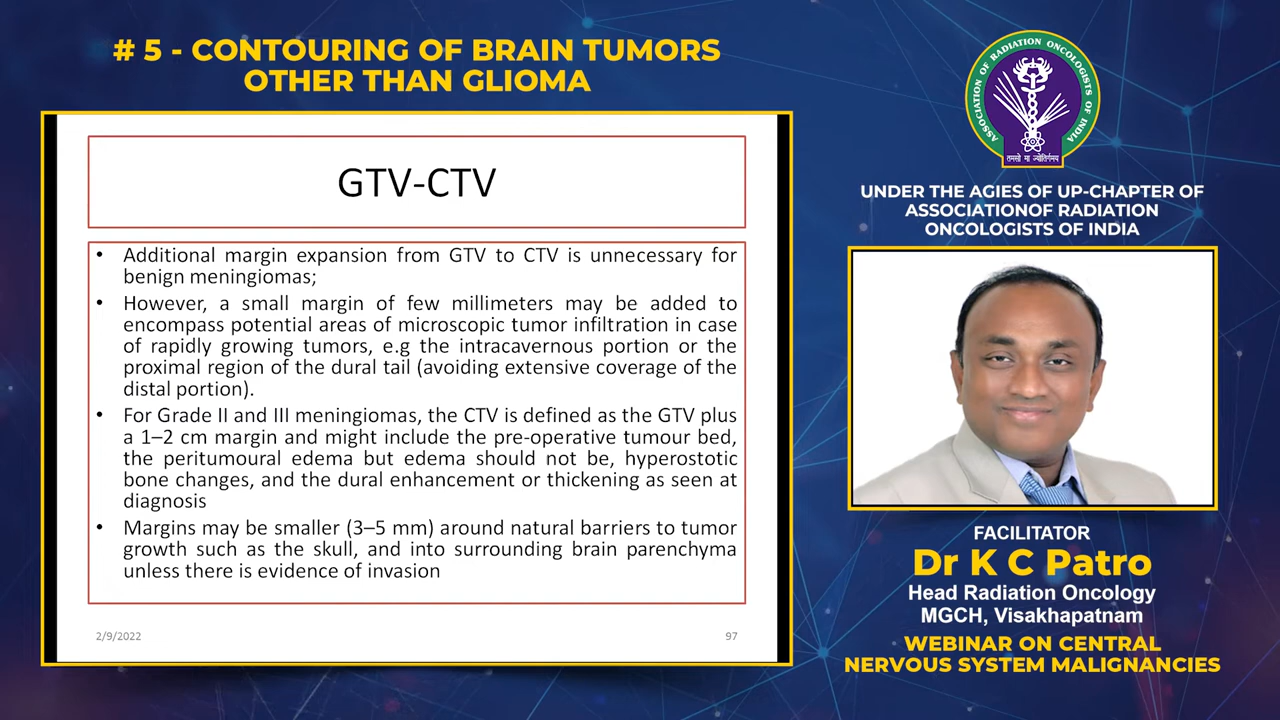 # 5 - CONTOURING OF BRAIN TUMORS
OTHER THAN GLIOMA
GTV-CTV
• Additional margin expansion from GTV to CTV is unnecessary for
benign meningiomas;
• However, a small margin of few millimeters may be added to
encompass potential areas of microscopic tumor infiltration in case
of rapidly growing tumors, e.g the intracavernous portion or the
proximal region of the dural tail (avoiding extensive coverage of the
distal portion).
• For Grade II and III meningiomas, the CTV is defined as the GTV plus
a 1–2 cm margin and might include the pre-operative tumour bed,
the peritumoural edema but edema should not be, hyperostotic
bone changes, and the dural enhancement or thickening as seen at
diagnosis
• Margins may be smaller (3–5 mm) around natural barriers to tumor
growth such as the skull, and into surrounding brain parenchyma
unless there is evidence of invasion
2/9/2022
97
ASSOCIATION OF RADIATION ONCOLOGISTS OF INDIA
तमसो मा ज्योतिर्गमय
UNDER THE AGIES OF UP-CHAPTER OF
ASSOCIATIONOF RADIATION
ONCOLOGISTS OF INDIA
FACILITATOR
Dr K C Patro
Head Radiation Oncology
MGCH, Visakhapatnam
WEBINAR ON CENTRAL
NERVOUS SYSTEM MALIGNANCIES